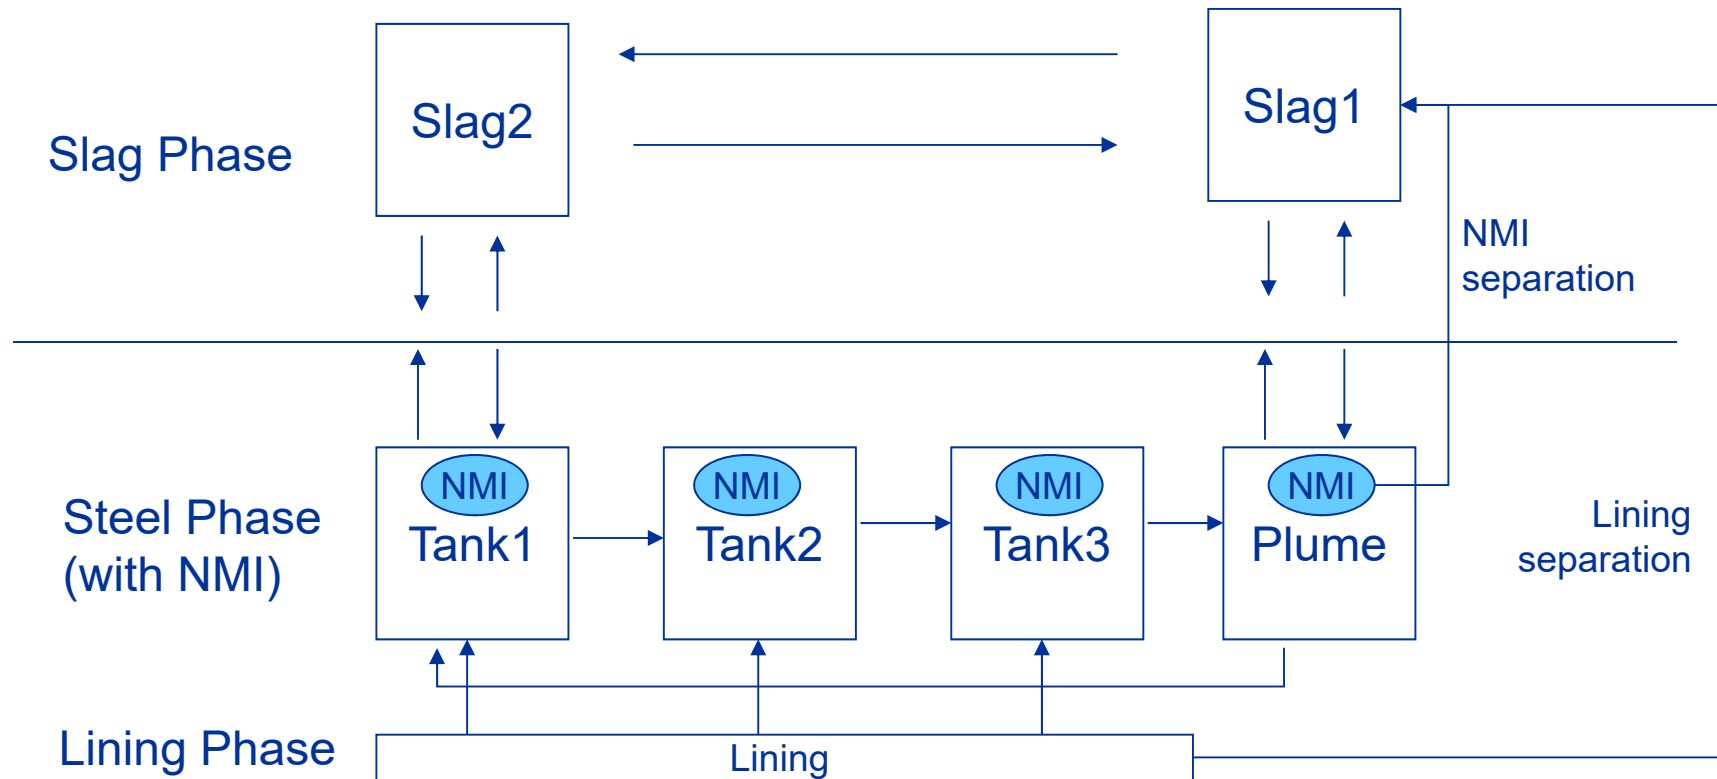 Slag2
Slag1
Slag Phase
NMI
separation
NMI
NMI
NMI
NMI
Steel Phase
(with NMI)
Tank1
Tank2
Tank3
Plume
Lining
separation
Lining Phase
Lining